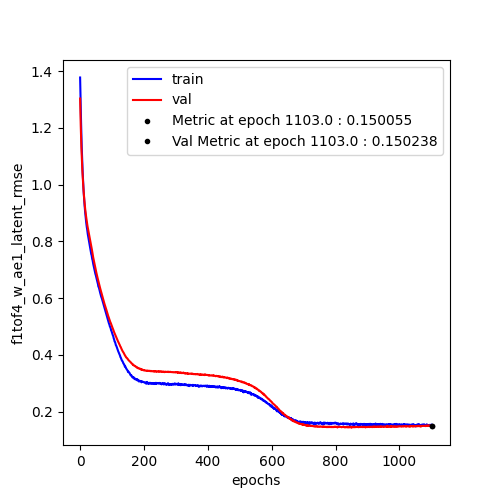 train
val
Metric at epoch 1103.0 : 0.150055
Val Metric at epoch 1103.0 : 0.150238
f1tof4_w_ae1_latent_rmse
1.4
1.2
1.0
0.8
0.6
0.4
0.2
0 200 400 600 800 1000
epochs